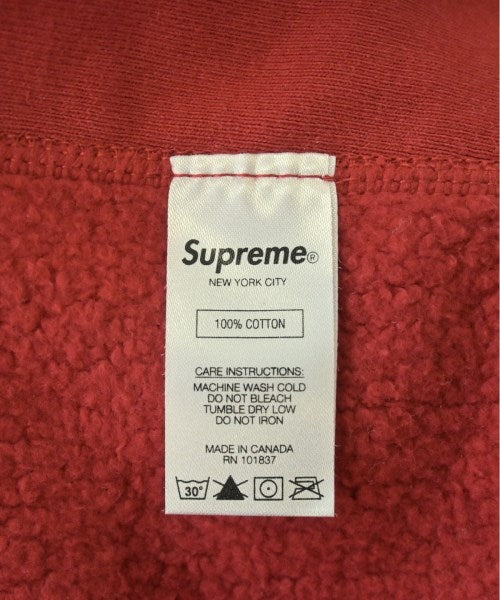 Supreme®
NEW YORK CITY
100% COTTON
CARE INSTRUCTIONS:
MACHINE WASH COLD
DO NOT BLEACH
TUMBLE DRY LOW
DO NOT IRON
MADE IN CANADA
RN 101837
30°